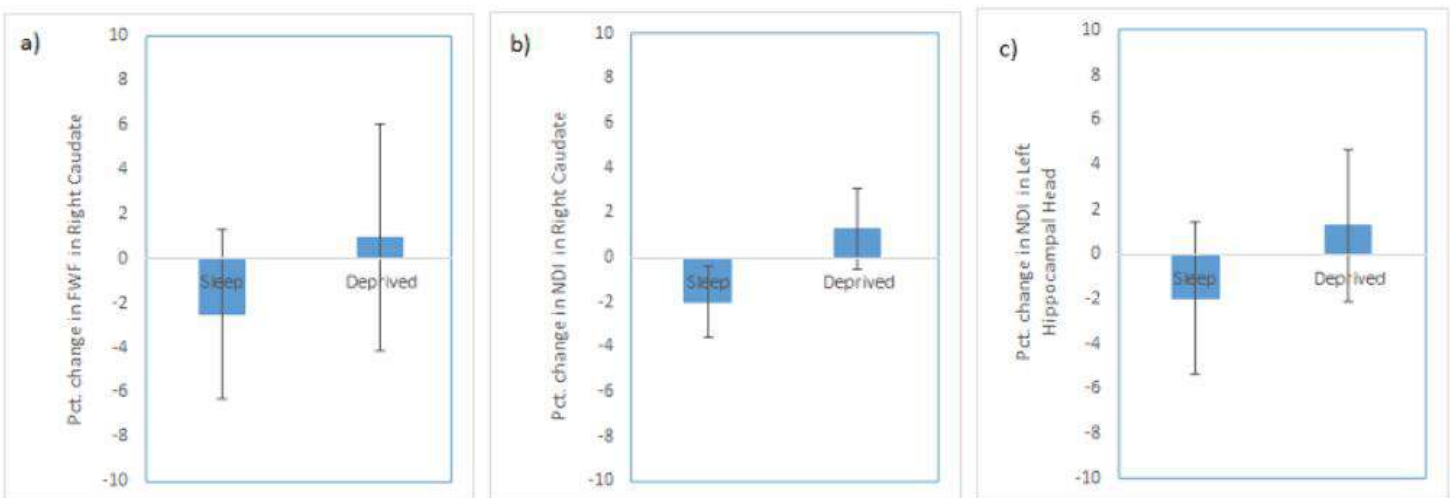 a)
Pct. change in FWF in Right Caudate
10
8
6
4
2
0
-2
-4
-6
-8
-10
Sleep
Deprived
b)
Pct. change in NDI in Right Caudate
10
8
6
4
2
0
-2
-4
-6
-8
-10
Sleep
Deprived
c)
Pct. change in NDI in Left
Hippocampal Head
10
8
6
4
2
0
-2
-4
-6
-8
-10
Sleep
Deprived